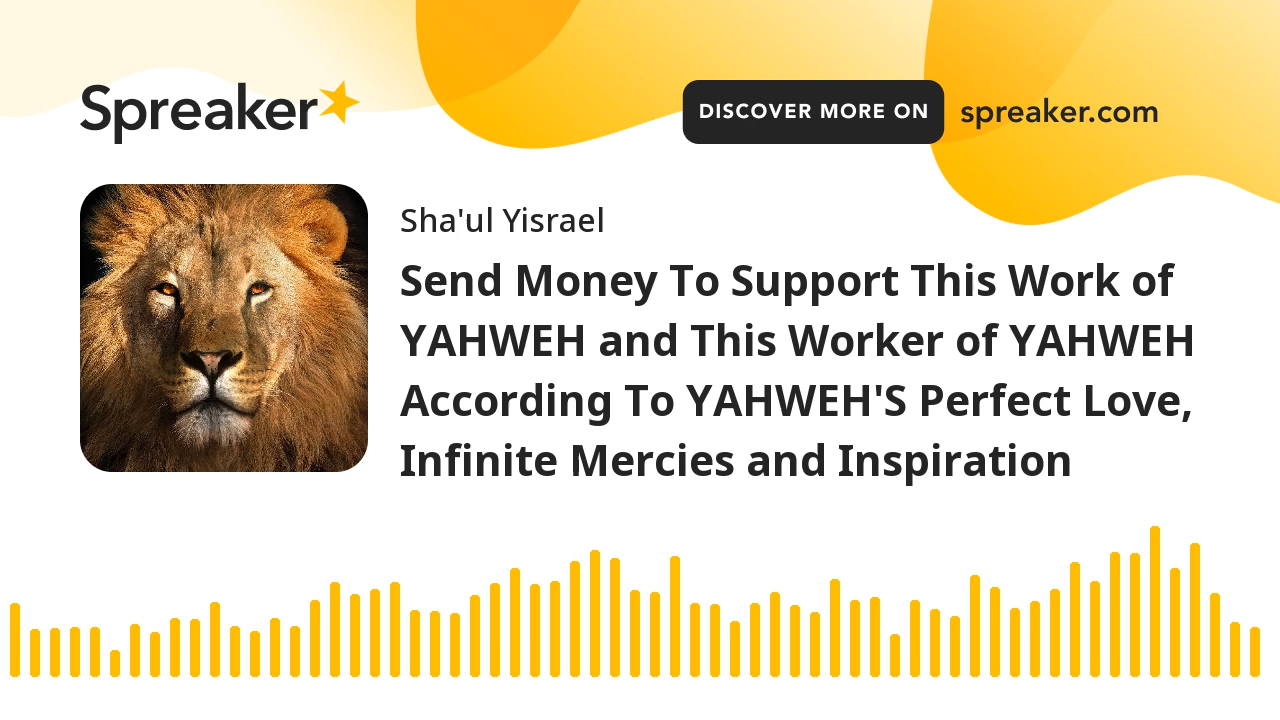 Spreaker
DISCOVER MORE ON spreaker.com
Sha'ul Yisrael
Send Money To Support This Work of
YAHWEH and This Worker of YAHWEH
According To YAHWEH'S Perfect Love,
Infinite Mercies and Inspiration